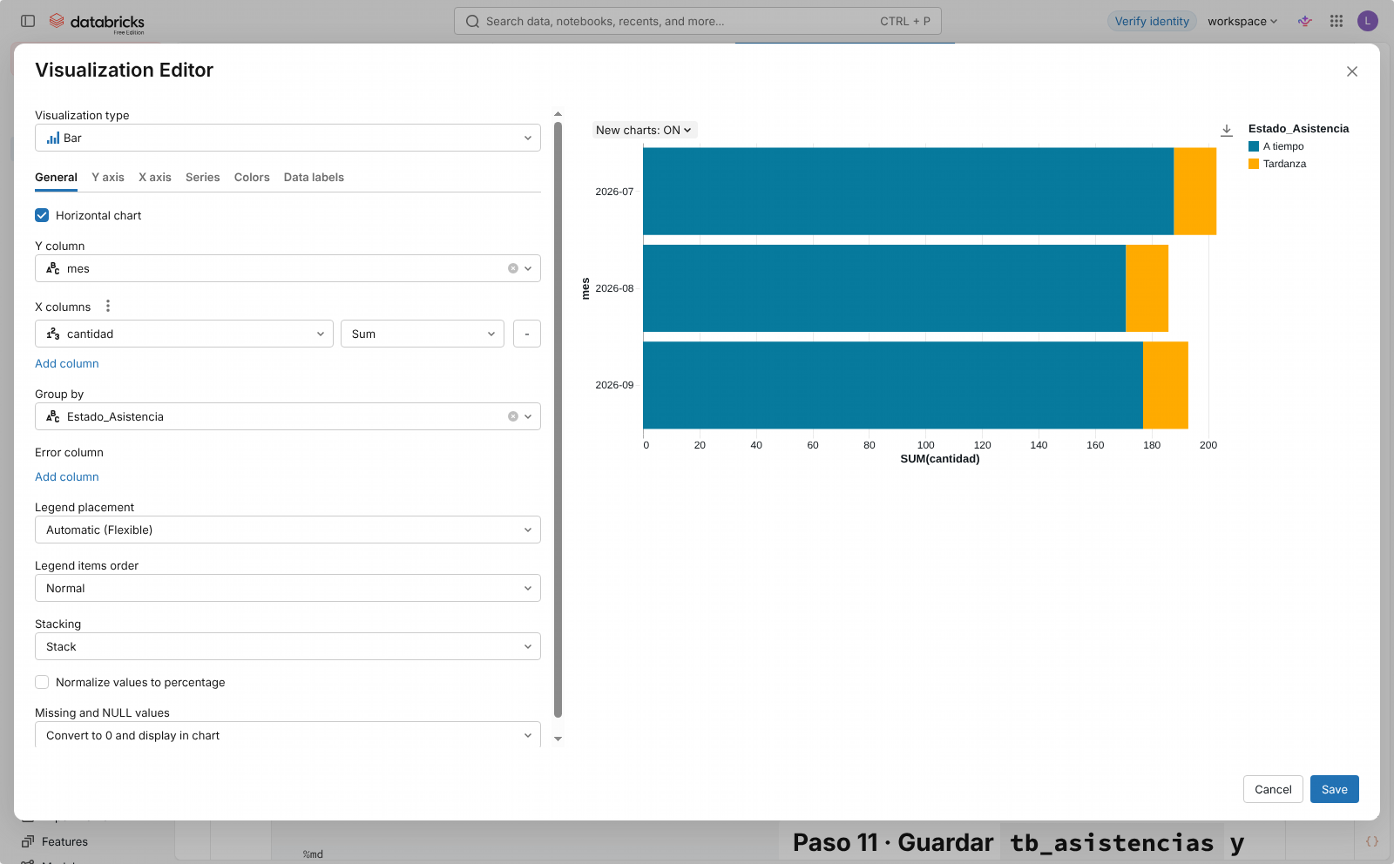 databricks
Free Edition
Search data, notebooks, recents, and more...
CTRL + P
Verify identity
workspace
L
Visualization Editor
Visualization type
Bar
General Y axis X axis Series Colors Data labels
Horizontal chart
Y column
mes
X columns
cantidad
Sum
-
Add column
Group by
Estado_Asistencia
Error column
Add column
Legend placement
Automatic (Flexible)
Legend items order
Normal
Stacking
Stack
Normalize values to percentage
Missing and NULL values
Convert to 0 and display in chart
New charts: ON
Estado_Asistencia
A tiempo
Tardanza
2026-07
2026-08
2026-09
mes
0 20 40 60 80 100 120 140 160 180 200
SUM(cantidad)
Cancel
Save
Features
%md
Paso 11 · Guardar tb_asistencias y